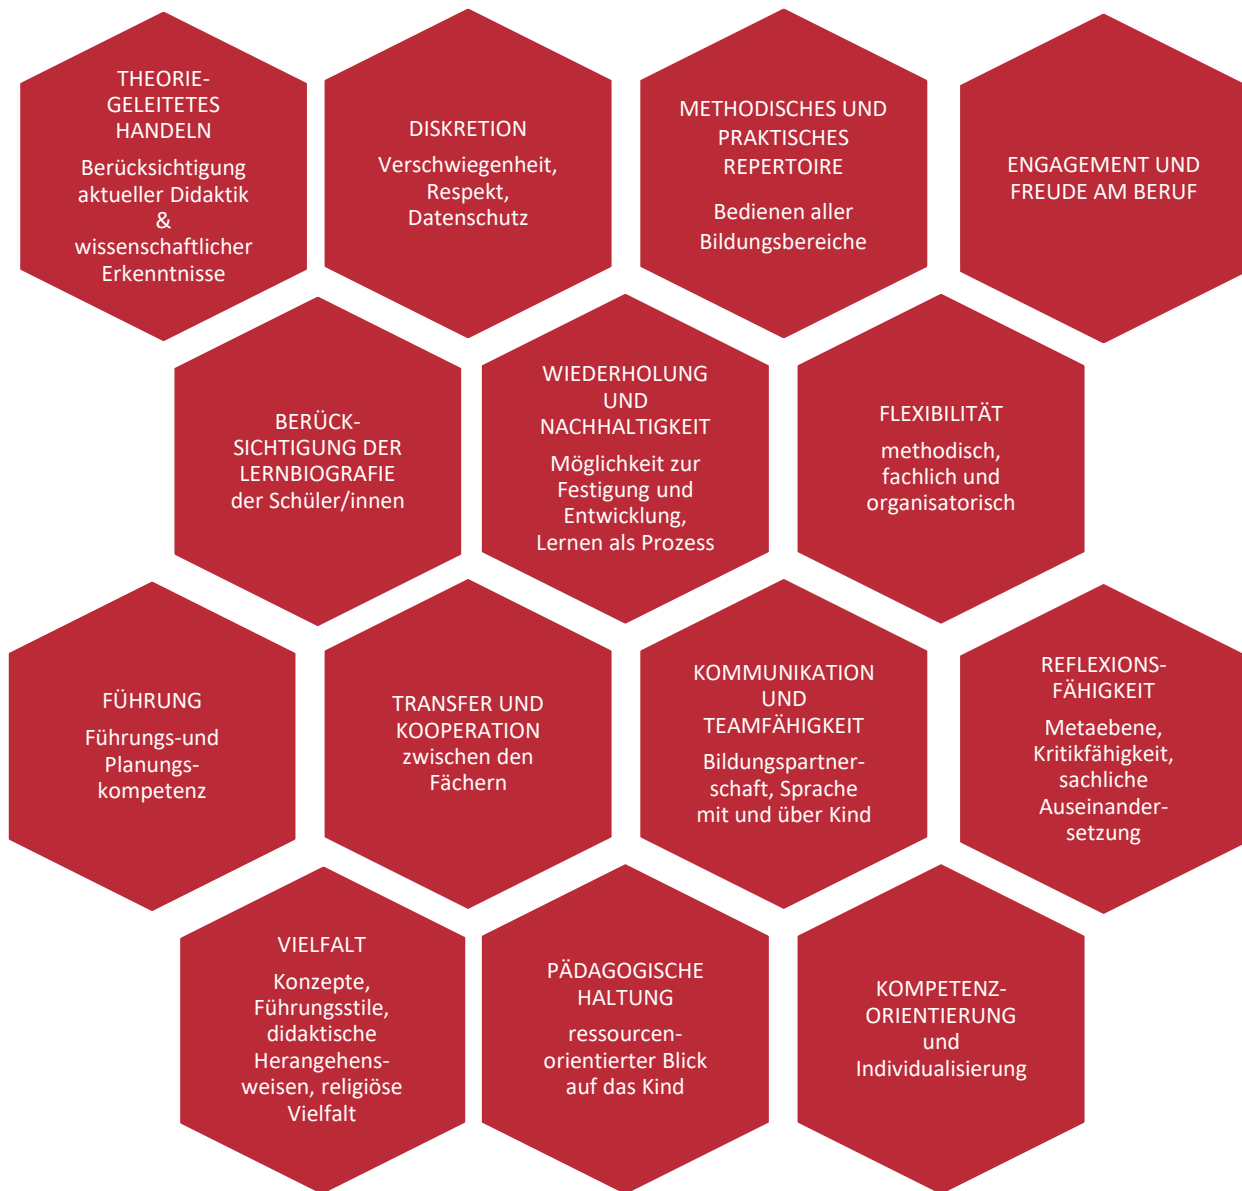 THEORIE-
GELEITETES
HANDELN
Berücksichtigung
aktueller Didaktik
&
wissenschaftlicher
Erkenntnisse
DISKRETION
Verschwiegenheit,
Respekt,
Datenschutz
METHODISCHES UND
PRAKTISCHES
REPERTOIRE
Bedienen aller
Bildungsbereiche
ENGAGEMENT UND
FREUDE AM BERUF
BERÜCK-
SICHTIGUNG DER
LERNBIOGRAFIE
der Schüler/innen
WIEDERHOLUNG
UND
NACHHALTIGKEIT
Möglichkeit zur
Festigung und
Entwicklung,
Lernen als Prozess
FLEXIBILITÄT
methodisch,
fachlich und
organisatorisch
FÜHRUNG
Führungs-und
Planungs-
kompetenz
TRANSFER UND
KOOPERATION
zwischen den
Fächern
KOMMUNIKATION
UND
TEAMFÄHIGKEIT
Bildungspartner-
schaft, Sprache
mit und über Kind
REFLEXIONS-
FÄHIGKEIT
Metaebene,
Kritikfähigkeit,
sachliche
Auseinander-
setzung
VIELFALT
Konzepte,
Führungsstile,
didaktische
Herangehens-
weisen, religiöse
Vielfalt
PÄDAGOGISCHE
HALTUNG
ressourcen-
orientierter Blick
auf das Kind
KOMPETENZ-
ORIENTIERUNG
und
Individualisierung